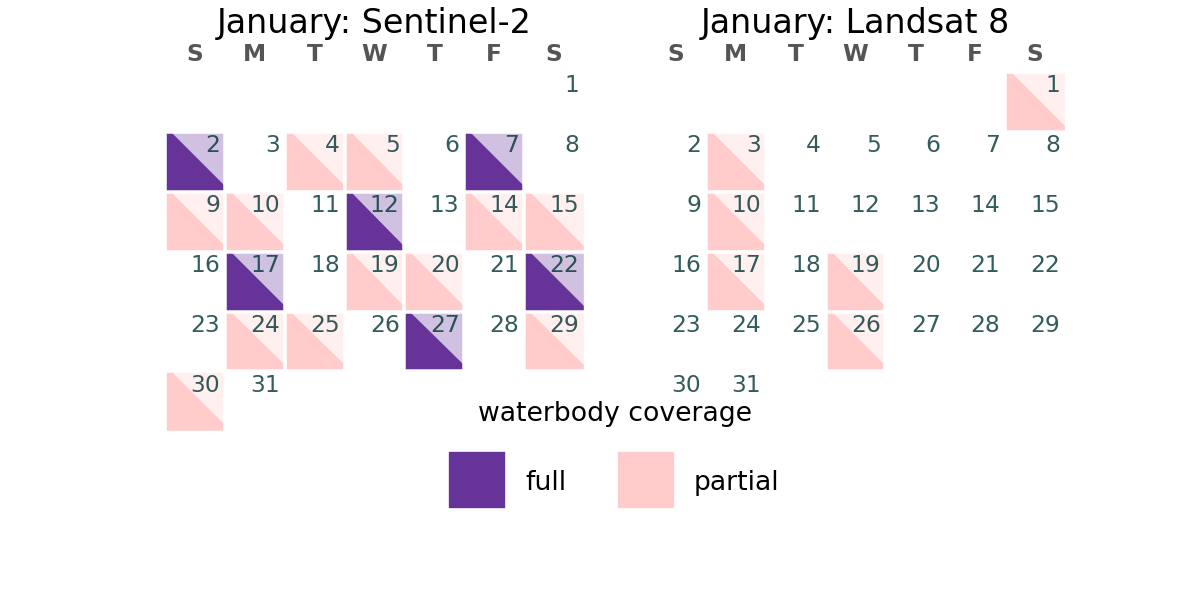 January: Sentinel-2
S M T W T F S
1
2 3 4 5 6 7 8
9 10 11 12 13 14 15
16 17 18 19 20 21 22
23 24 25 26 27 28 29
30 31
January: Landsat 8
S M T W T F S
1
2 3 4 5 6 7 8
9 10 11 12 13 14 15
16 17 18 19 20 21 22
23 24 25 26 27 28 29
30 31
waterbody coverage
full partial